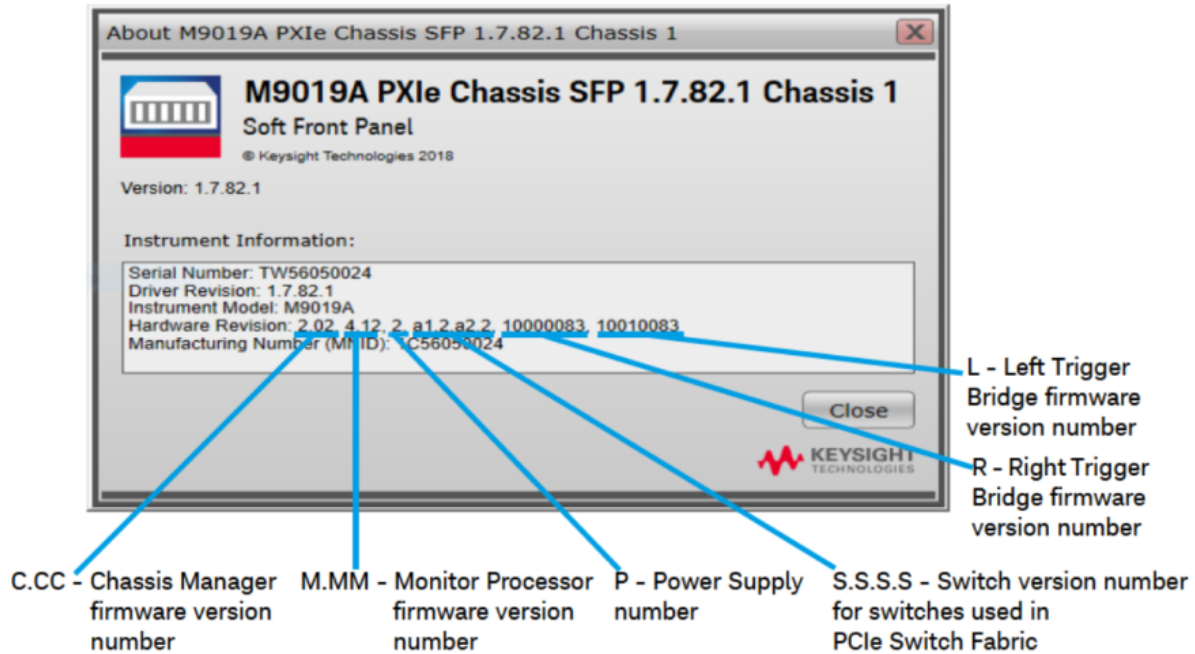 About M9019A PXIe Chassis SFP 1.7.82.1 Chassis 1
M9019A PXIe Chassis SFP 1.7.82.1 Chassis 1
Soft Front Panel
© Keysight Technologies 2018
Version: 1.7.82.1
Instrument Information:
Serial Number: TW56050024
Driver Revision: 1.7.82.1
Instrument Model: M9019A
Hardware Revision: 2.02, 4.12, 2, a1.2.a2.2, 10000083, 10010083
Manufacturing Number (MNID): TC56050024
Close
KEYSIGHT
TECHNOLOGIES
L - Left Trigger
Bridge firmware
version number
R - Right Trigger
Bridge firmware
version number
C.CC - Chassis Manager
firmware version
number
M.MM - Monitor Processor
firmware version
number
P - Power Supply
number
S.S.S.S - Switch version number
for switches used in
PCIe Switch Fabric